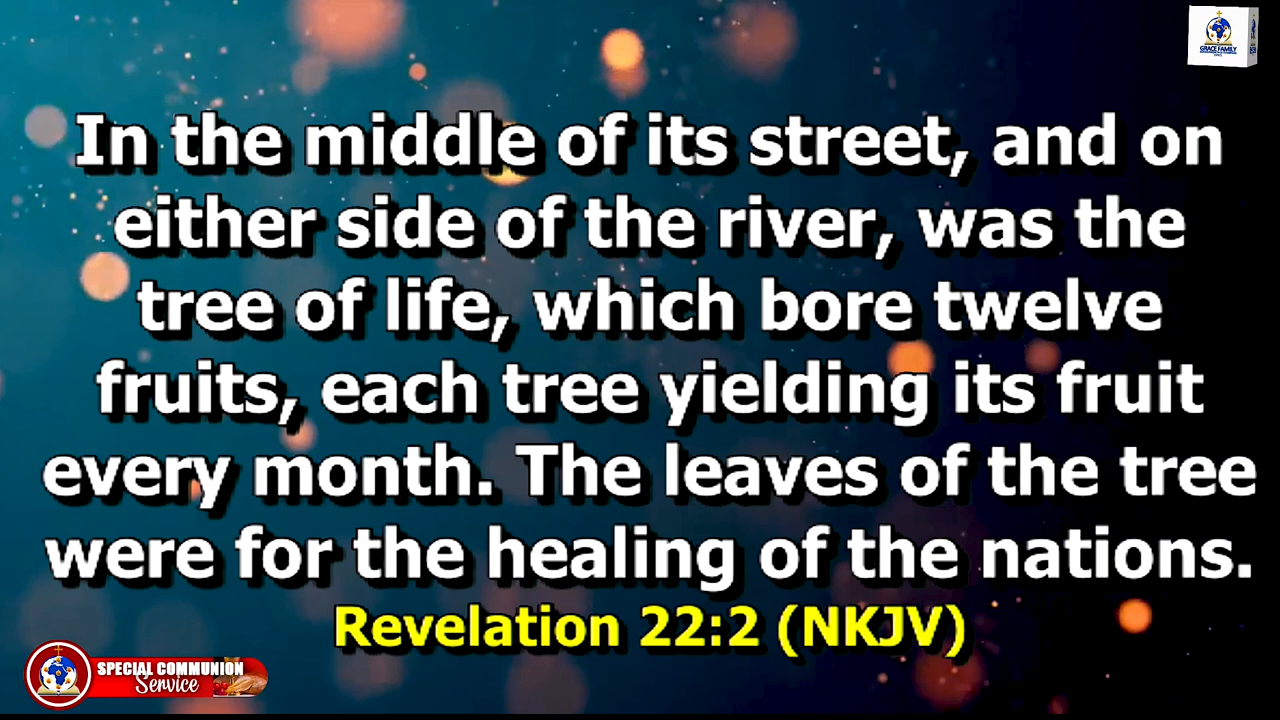 GRACE FAMILY
In the middle of its street, and on
either side of the river, was the
tree of life, which bore twelve
fruits, each tree yielding its fruit
every month. The leaves of the tree
were for the healing of the nations.
Revelation 22:2 (NKJV)
SPECIAL COMMUNION
Service